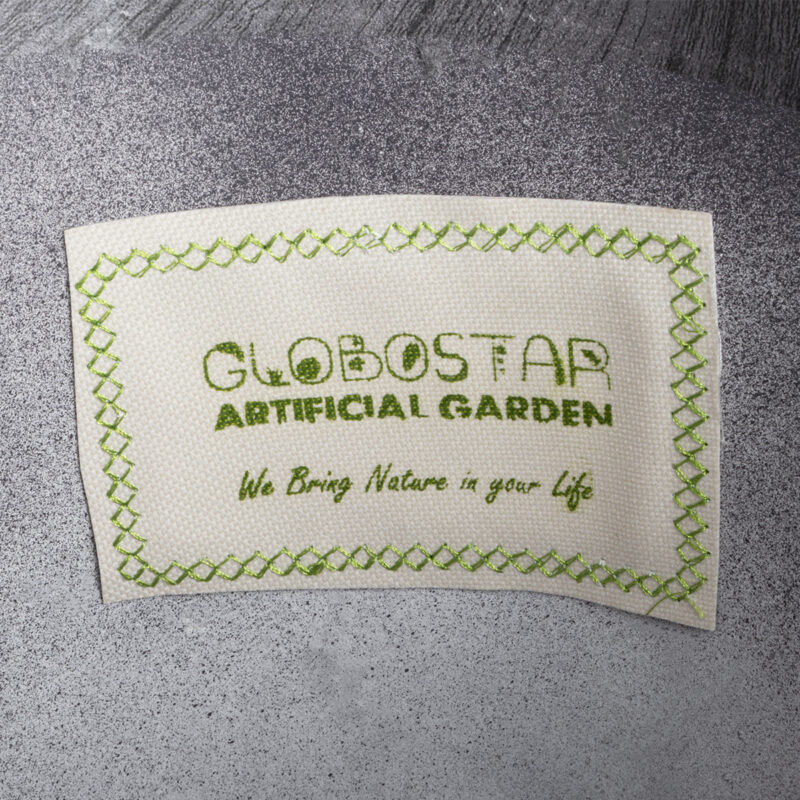 GLOBOSTAR
ARTIFICIAL GARDEN
We Bring Nature in your Life